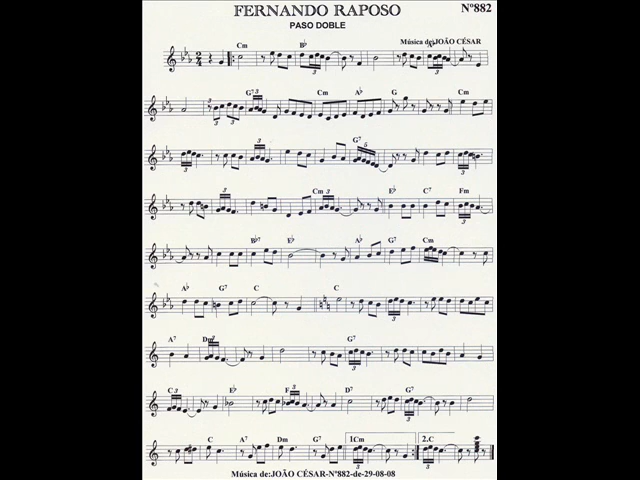 FERNANDO RAPOSO
Nº882
PASO DOBLE
Música de:JOÃO CÉSAR
Cm B♭ A♭
G7 Cm A♭ G Cm
G7
Cm E♭ C7 Fm
B♭7 E♭ A♭ G7 Cm
A♭ G7 C C
A7 Dm G7
C E♭ F D7 G7
C A7 Dm G7 1.Cm 2.C
Música de:JOÃO CÉSAR-Nº882-de-29-08-08